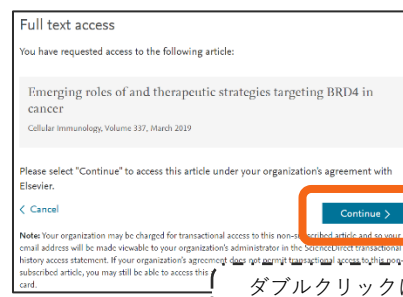 Full text access
You have requested access to the following article:
Emerging roles of and therapeutic strategies targeting BRD4 in
cancer
Cellular Immunology, Volume 337, March 2019
Please select "Continue" to access this article under your organization's agreement with
Elsevier.
< Cancel
Continue >
Note: Your organization may be charged for transactional access to this non-subscribed article and so your
email address will be made viewable to your organization's administrator in the ScienceDirect transactional
history access statement. If your organization's agreement does not permit transactional access to this non-
subscribed article, you may still be able to access this
card.
ダブルクリックに